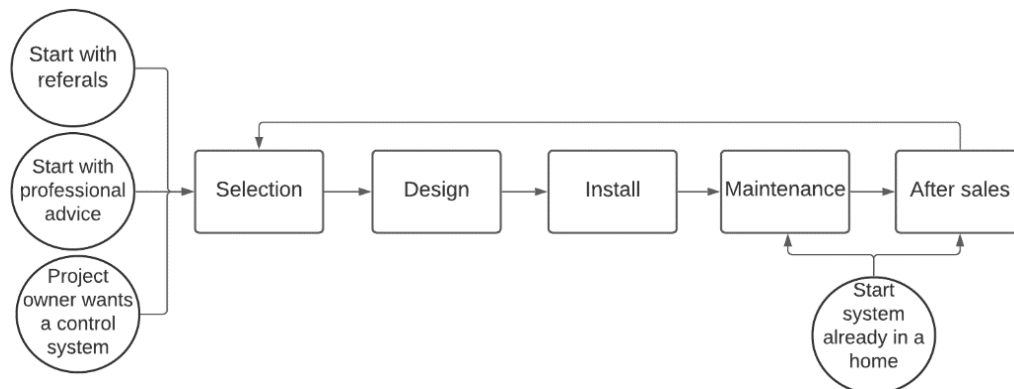 Start with
referals
Start with
professional
advice
Project
owner wants
a control
system
Selection
Design
Install
Maintenance
After sales
Start
system
already in a
home